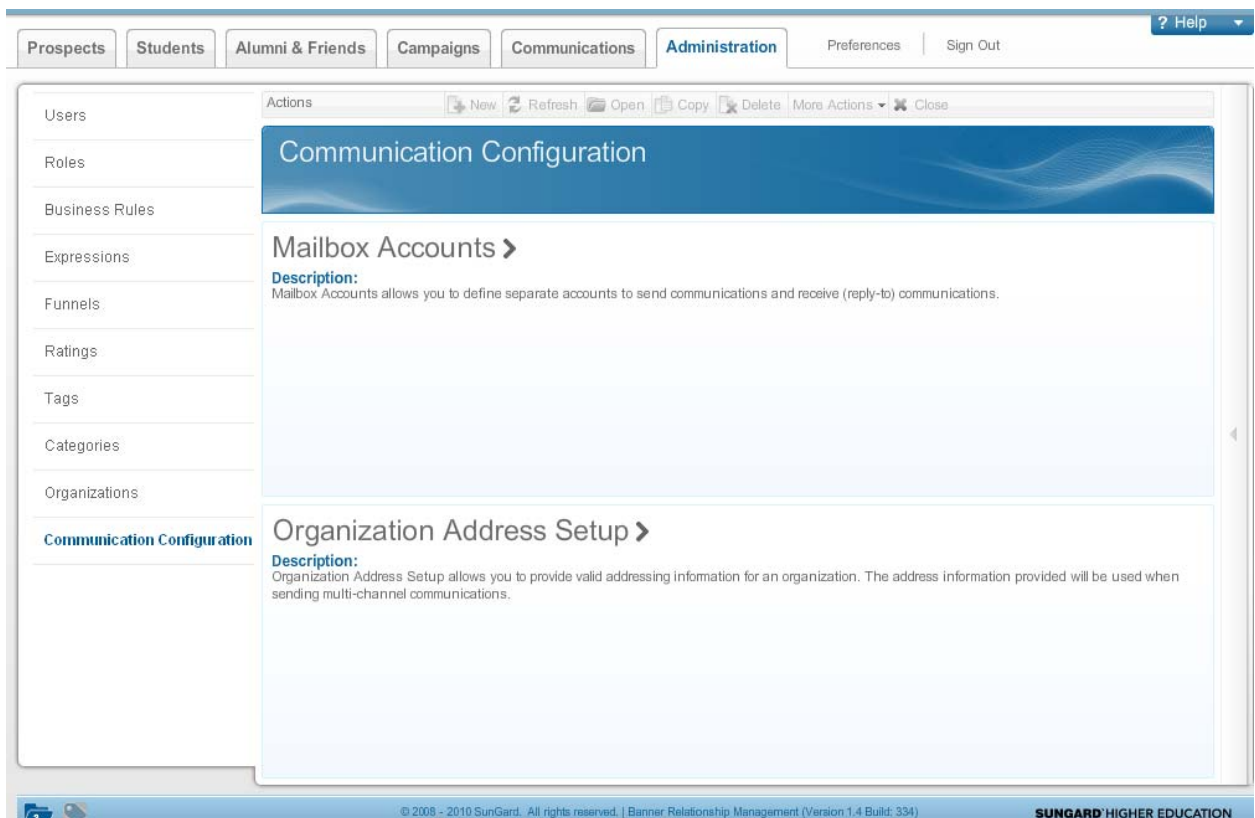 ? Help
Prospects Students Alumni & Friends Campaigns Communications Administration Preferences Sign Out
Actions New Refresh Open Copy Delete More Actions Close
Users
Roles
Business Rules
Expressions
Funnels
Ratings
Tags
Categories
Organizations
Communication Configuration
Communication Configuration
Mailbox Accounts
Description:
Mailbox Accounts allows you to define separate accounts to send communications and receive (reply-to) communications.
Organization Address Setup
Description:
Organization Address Setup allows you to provide valid addressing information for an organization. The address information provided will be used when
sending multi-channel communications.
© 2008 - 2010 SunGard. All rights reserved. | Banner Relationship Management (Version 1.4 Build: 334)
SUNGARD HIGHER EDUCATION